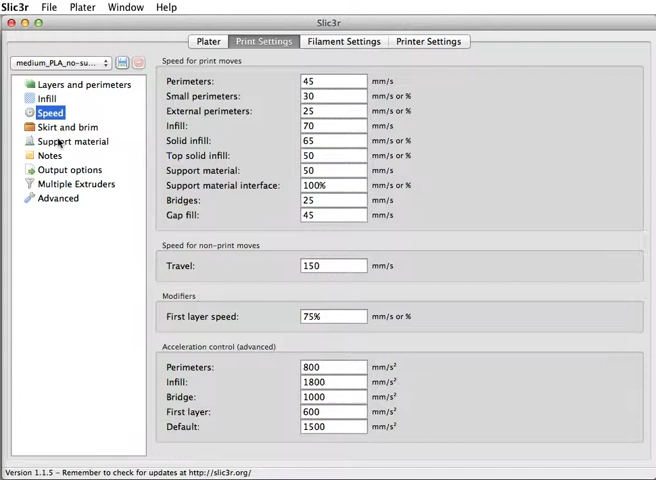 Slic3r File Plater Window Help
Slic3r
Plater Print Settings Filament Settings Printer Settings
medium_PLA_no-su...
Layers and perimeters
Infill
Speed
Skirt and brim
Support material
Notes
Output options
Multiple Extruders
Advanced
Speed for print moves
Perimeters: 45 mm/s
Small perimeters: 30 mm/s or %
External perimeters: 25 mm/s or %
Infill: 70 mm/s
Solid infill: 65 mm/s or %
Top solid infill: 50 mm/s or %
Support material: 50 mm/s
Support material interface: 100% mm/s or %
Bridges: 25 mm/s
Gap fill: 45 mm/s
Speed for non-print moves
Travel: 150 mm/s
Modifiers
First layer speed: 75% mm/s or %
Acceleration control (advanced)
Perimeters: 800 mm/s²
Infill: 1800 mm/s²
Bridge: 1000 mm/s²
First layer: 600 mm/s²
Default: 1500 mm/s²
Version 1.1.5 - Remember to check for updates at http://slic3r.org/